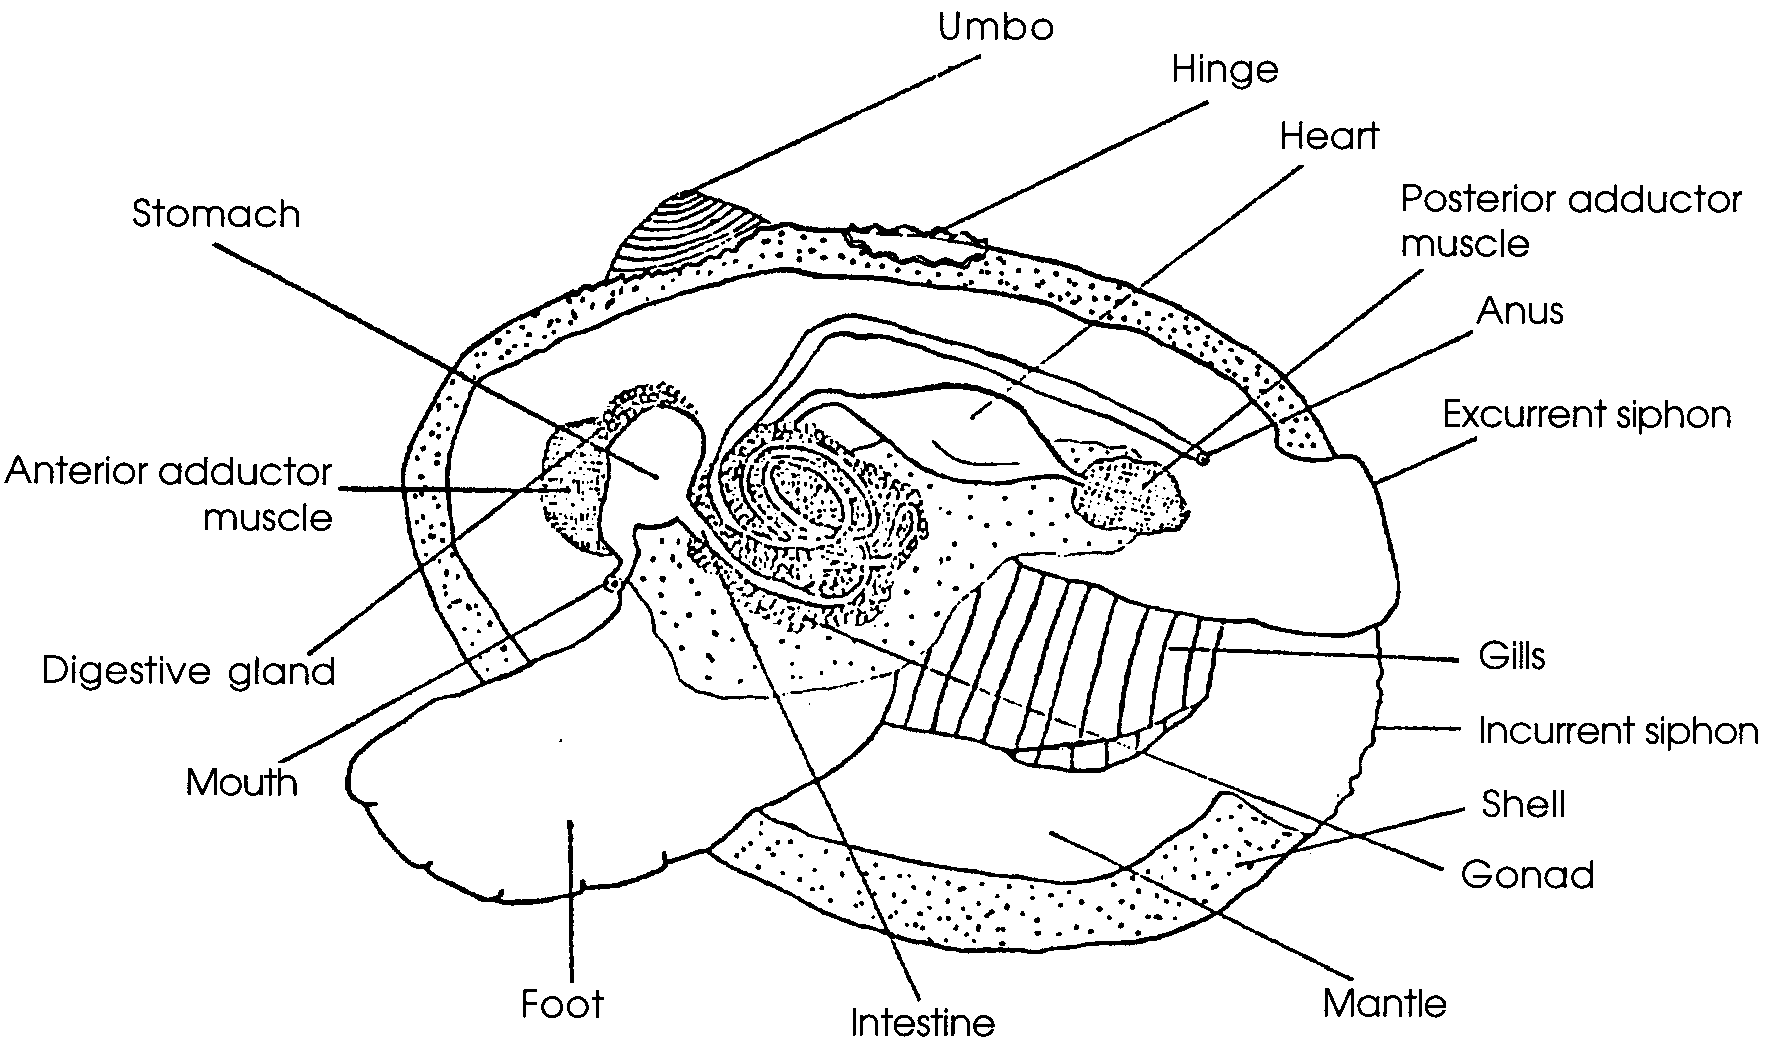 Umbo
Hinge
Heart
Stomach
Posterior adductor
muscle
Anus
Excurrent siphon
Anterior adductor
muscle
Digestive gland
Gills
Incurrent siphon
Mouth
Shell
Gonad
Foot
Intestine
Mantle